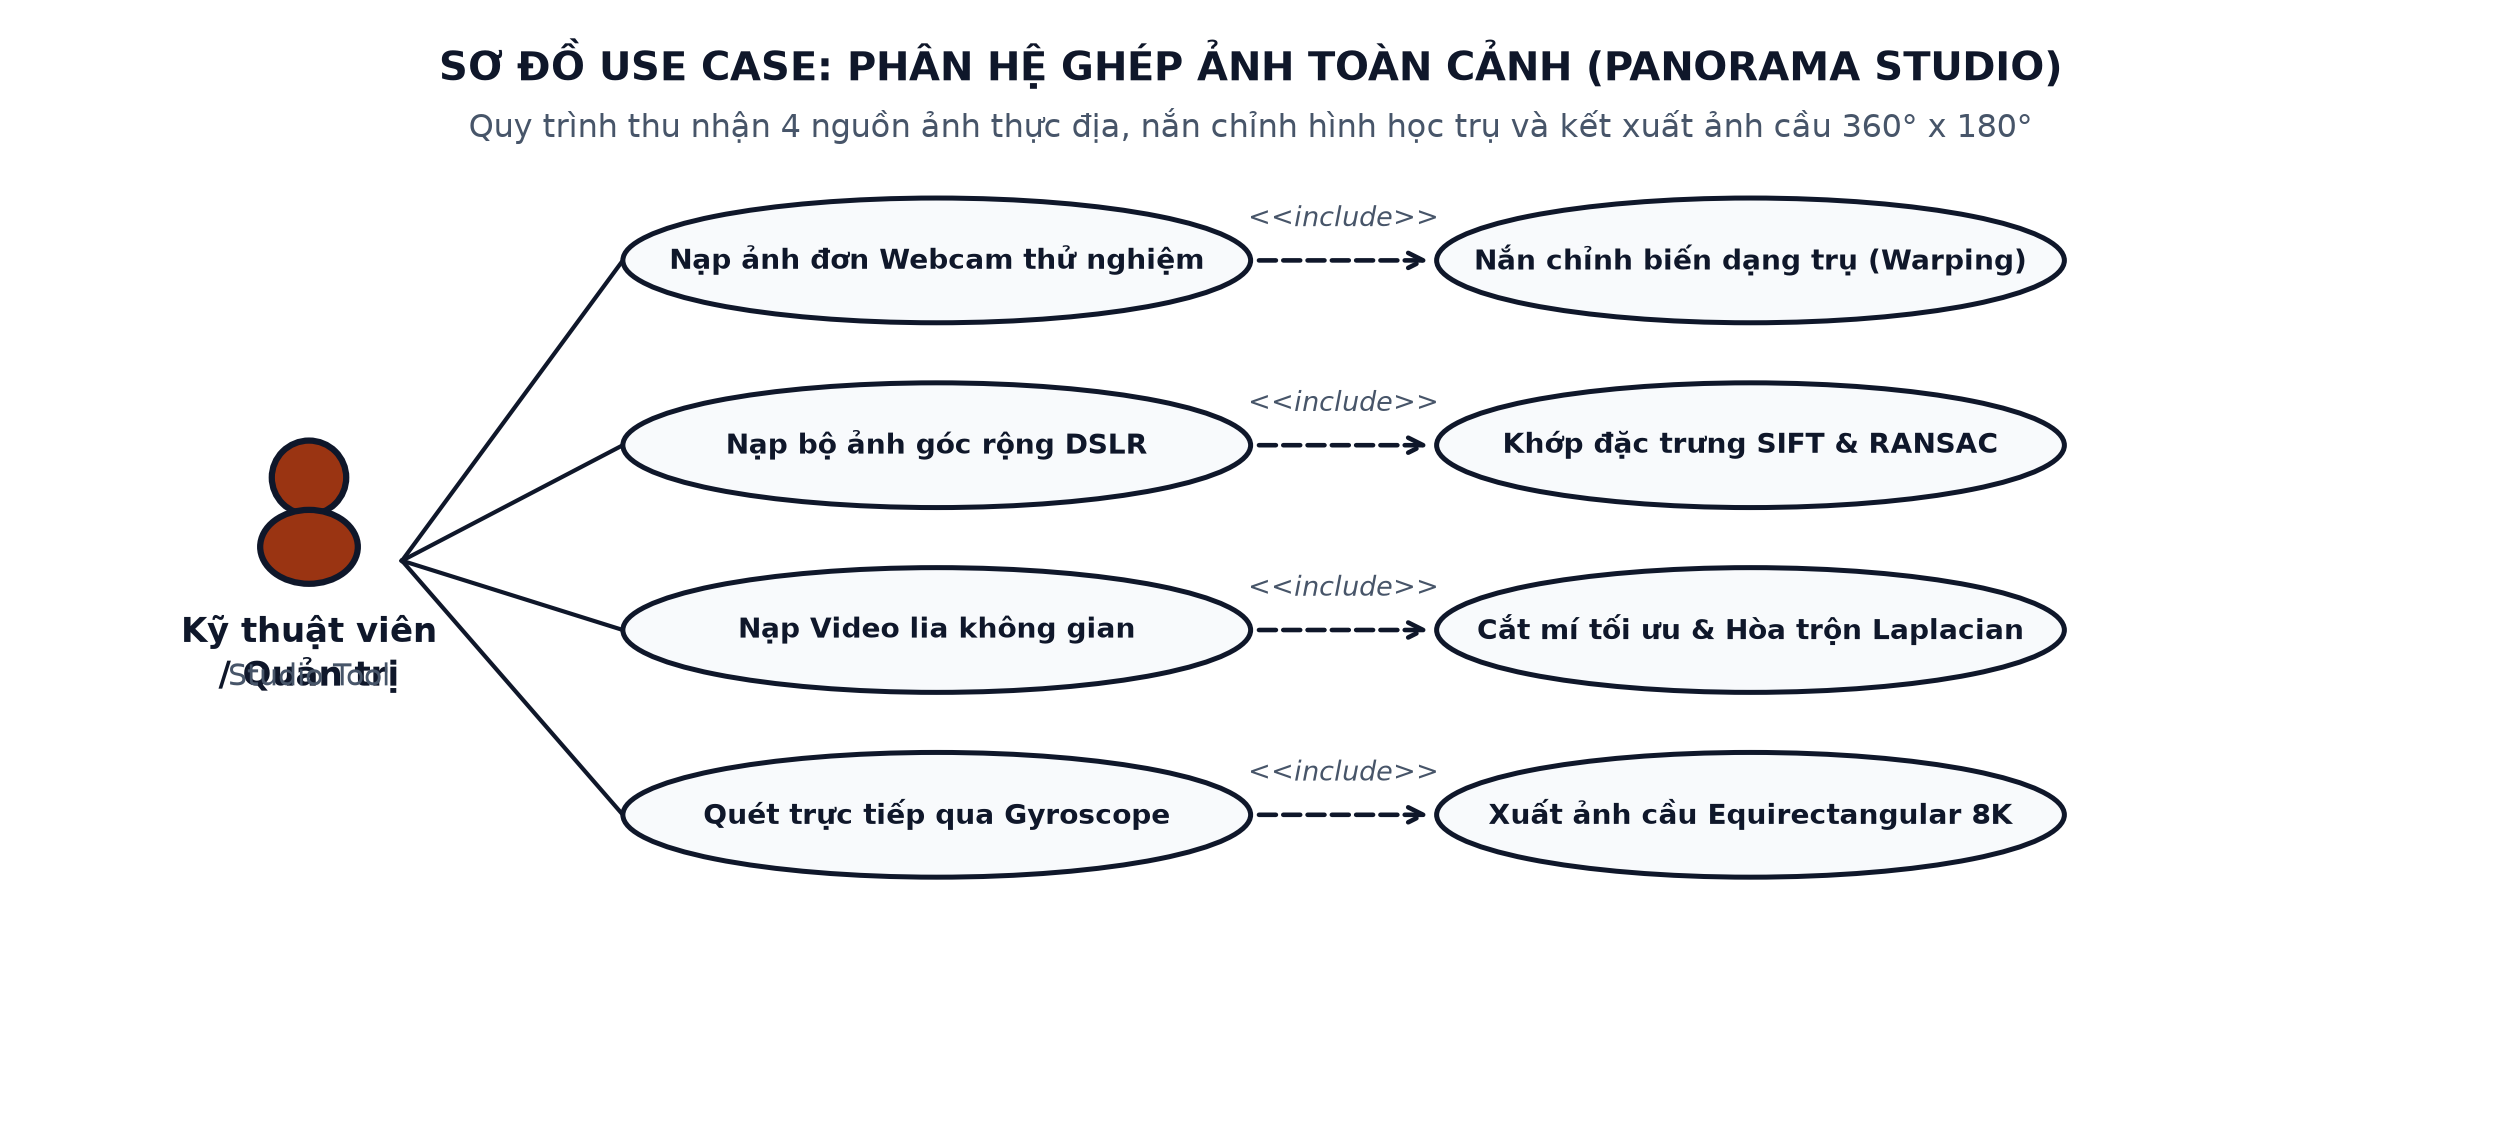 SƠ ĐỒ USE CASE: PHÂN HỆ GHÉP ẢNH TOÀN CẢNH (PANORAMA STUDIO)
Quy trình thu nhận 4 nguồn ảnh thực địa, nắn chỉnh hình học trụ và kết xuất ảnh cầu 360° x 180°
Nạp ảnh đơn Webcam thử nghiệm
<<include>>
Nắn chỉnh biến dạng trụ (Warping)
Nạp bộ ảnh góc rộng DSLR
<<include>>
Khớp đặc trưng SIFT & RANSAC
Kỹ thuật viên
/ Quản trị
Studio Tool
Nạp Video lia không gian
<<include>>
Cắt mí tối ưu & Hòa trộn Laplacian
Quét trực tiếp qua Gyroscope
<<include>>
Xuất ảnh cầu Equirectangular 8K